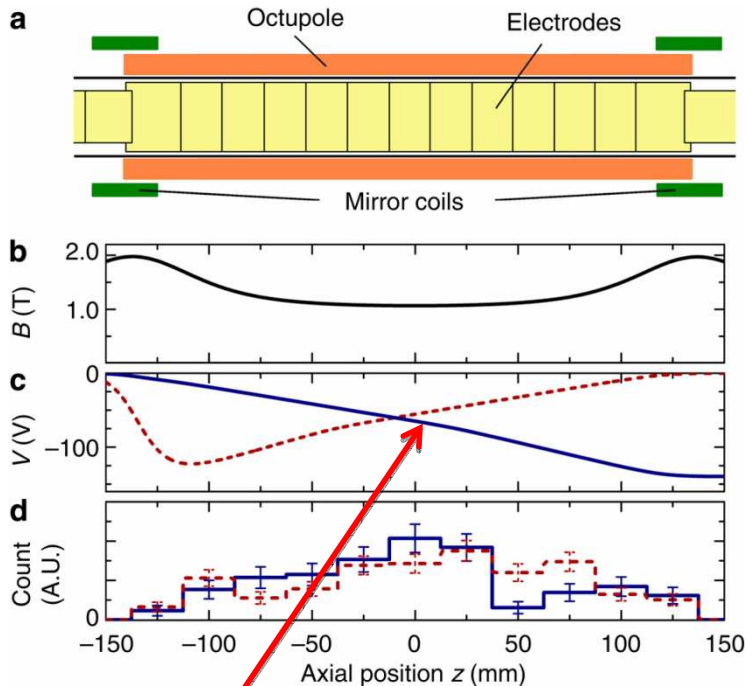 a
Octupole
Electrodes
Mirror coils
b
2.0
1.0
B (T)
c
0
−100
V (V)
d
Count
(A.U.)
0
−150 −100 −50 0 50 100 150
Axial position z (mm)